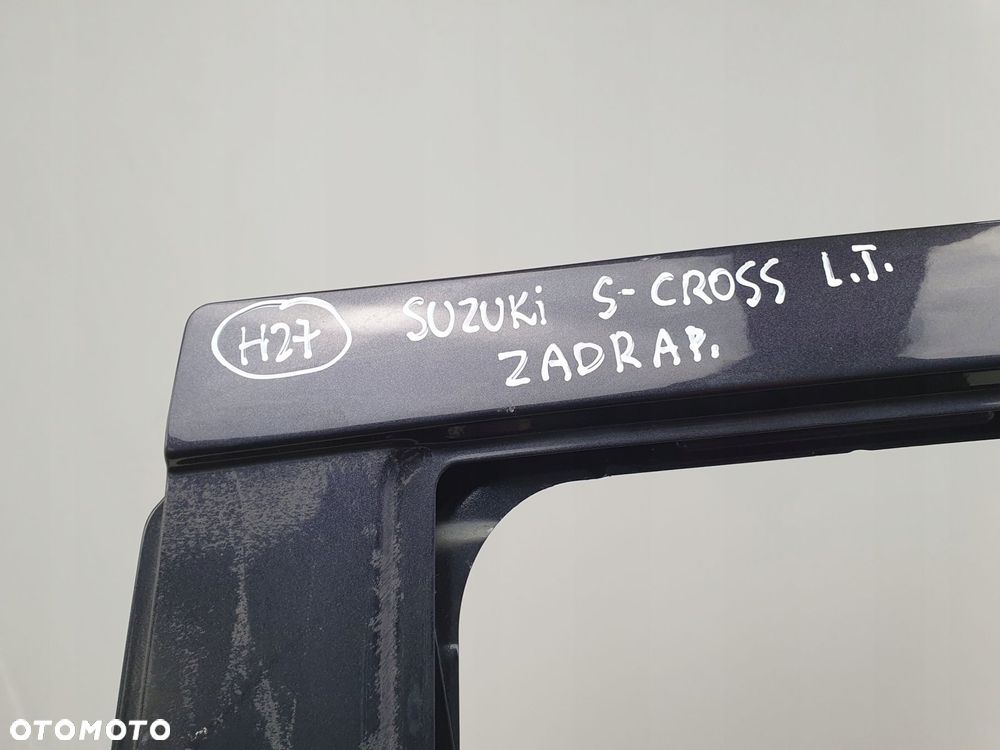 H27 SUZUKi S-CROSS L.T.
ZADRAP.
OTOMOTO